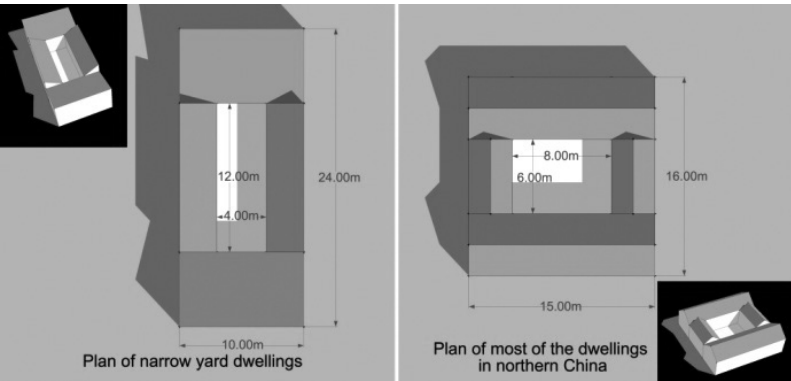 12.00m
24.00m
4.00m
10.00m
Plan of narrow yard dwellings
8.00m
6.00m
16.00m
15.00m
Plan of most of the dwellings
in northern China